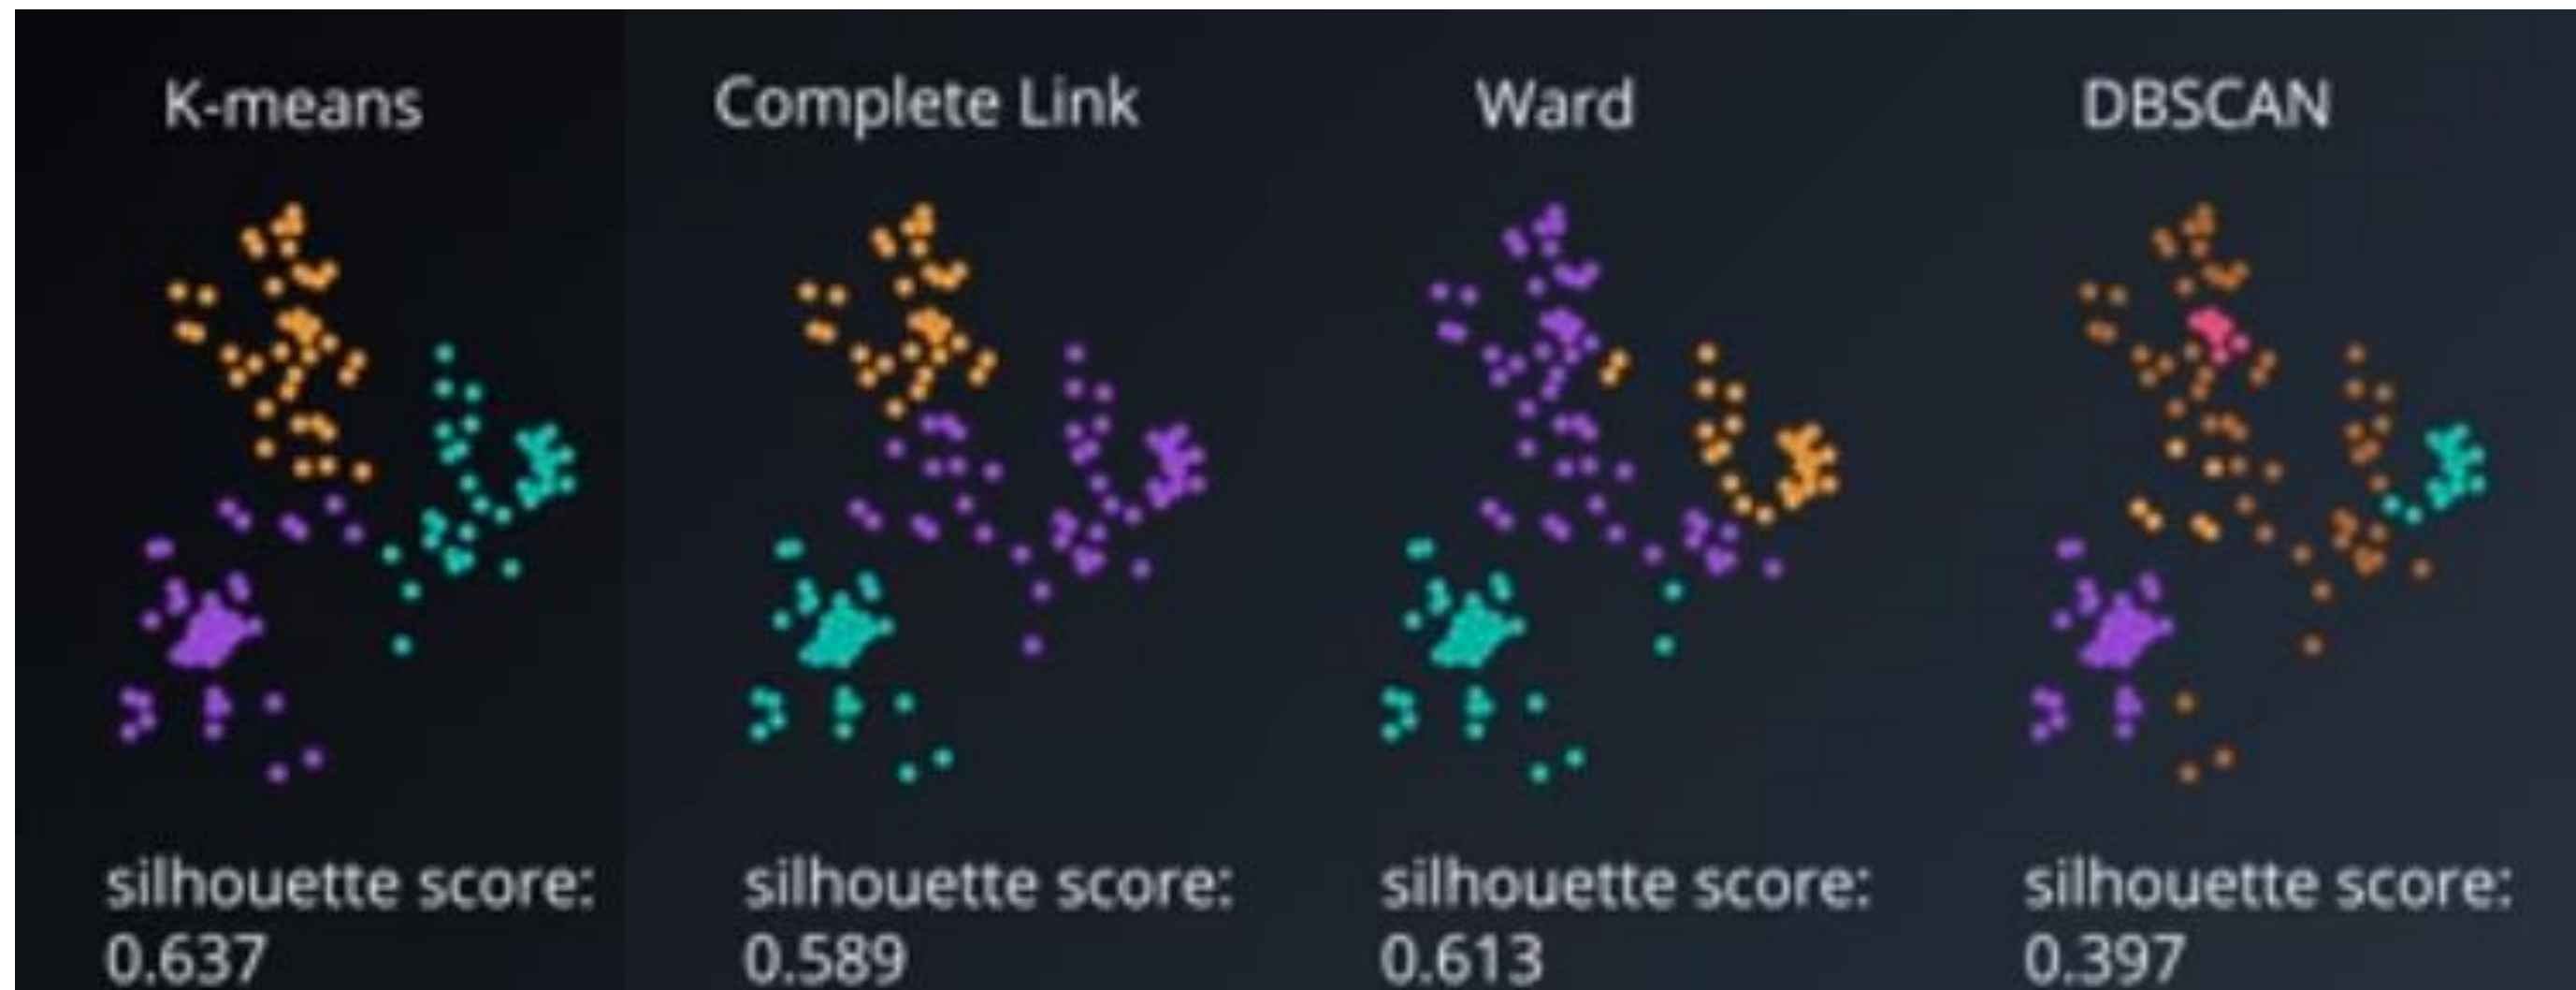 K-means
Complete Link
Ward
DBSCAN
silhouette score:
0.637
silhouette score:
0.589
silhouette score:
0.613
silhouette score:
0.397